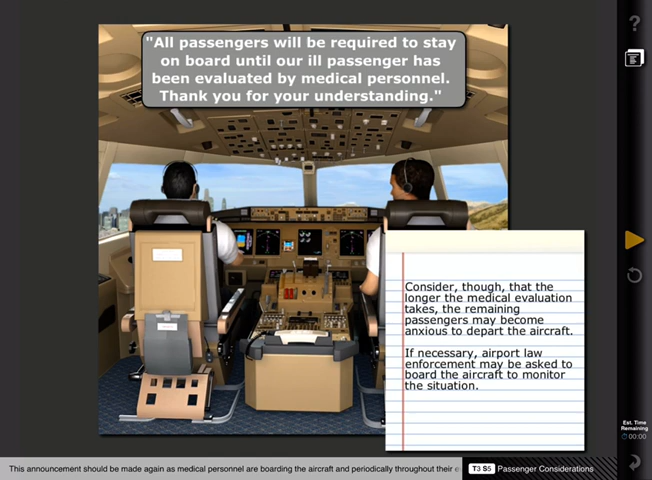 "All passengers will be required to stay
on board until our ill passenger has
been evaluated by medical personnel.
Thank you for your understanding."
Consider, though, that the
longer the medical evaluation
takes, the remaining
passengers may become
anxious to depart the aircraft.
If necessary, airport law
enforcement may be asked to
board the aircraft to monitor
the situation.
?
Est. Time
Remaining
00:00
This announcement should be made again as medical personnel are boarding the aircraft and periodically throughout their
T3 S5 Passenger Considerations